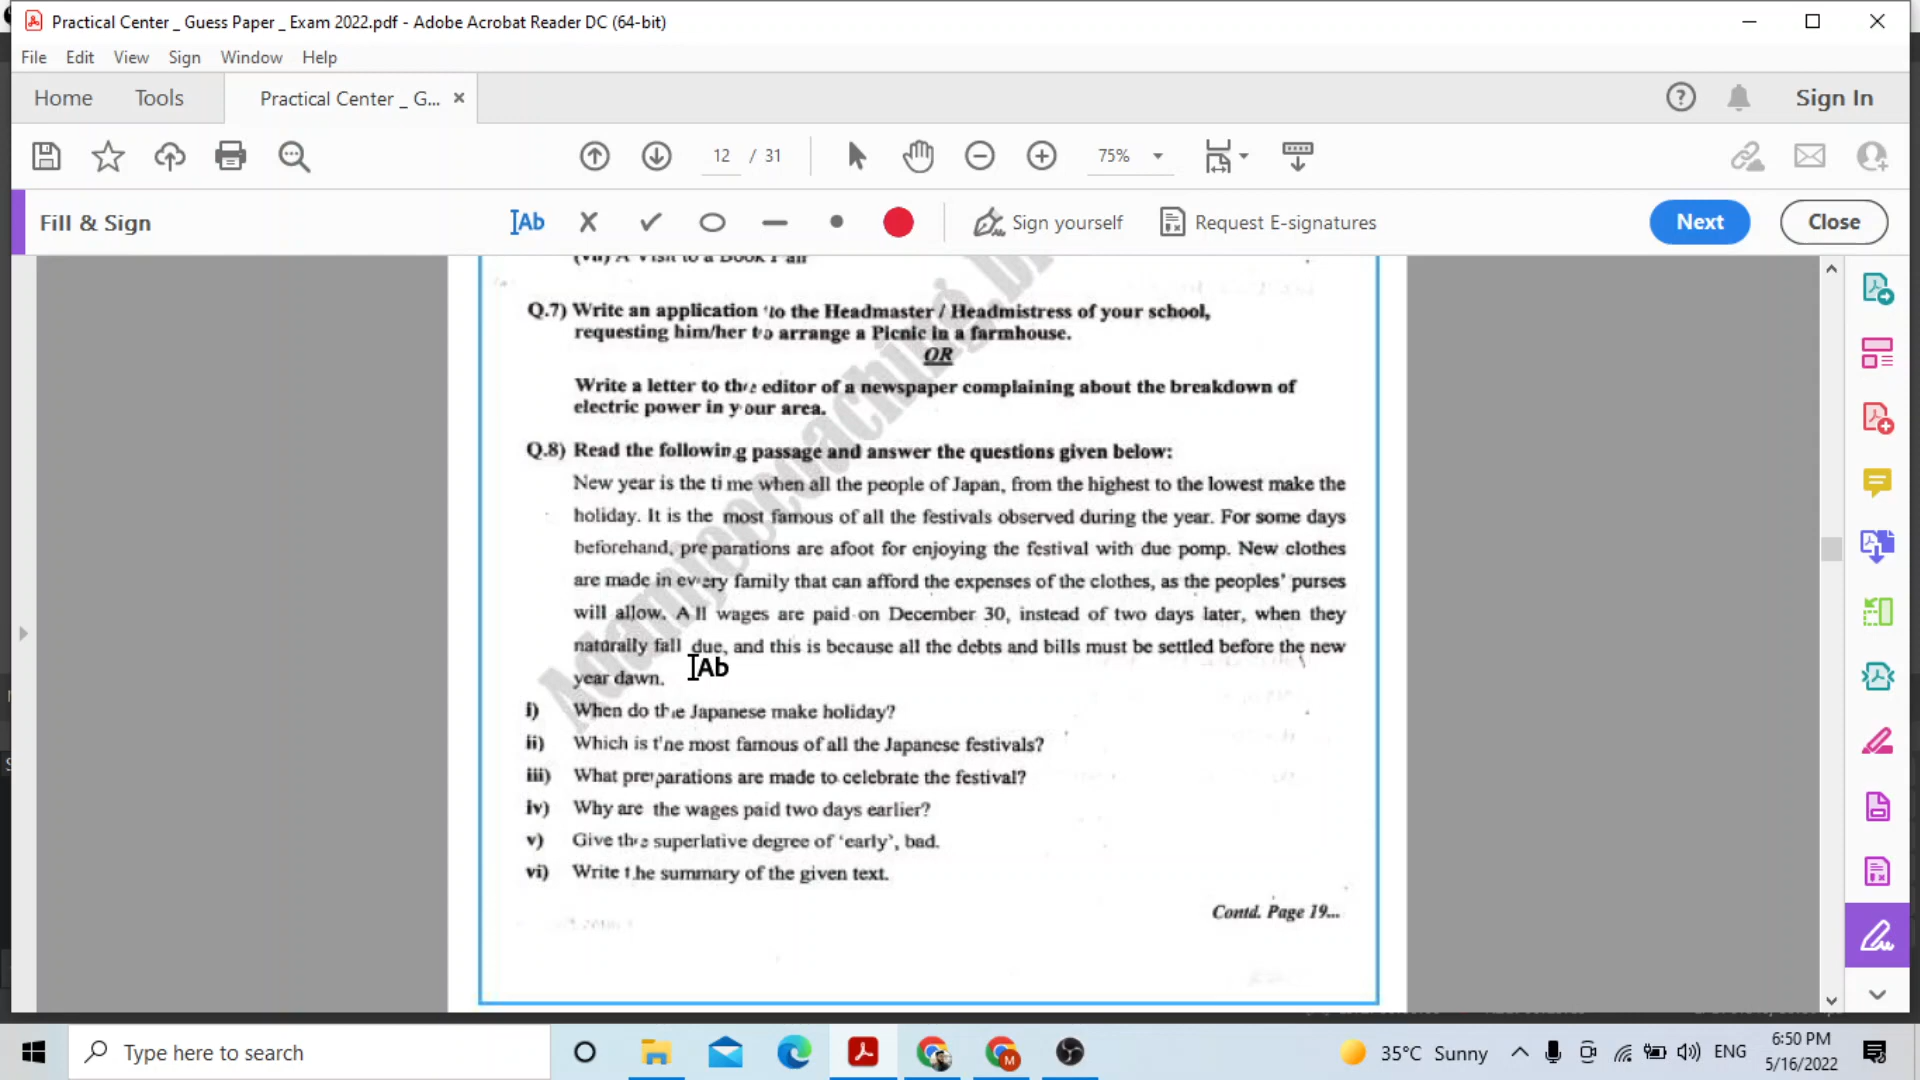 Practical Center _ Guess Paper _ Exam 2022.pdf - Adobe Acrobat Reader DC (64-bit)
File Edit View Sign Window Help
Home Tools Practical Center _ G... × Sign In
12 / 31 75%
Fill & Sign Ab Sign yourself Request E-signatures Next Close
Q.7) Write an application to the Headmaster / Headmistress of your school,
requesting him/her to arrange a Picnic in a farmhouse.
OR
Write a letter to the editor of a newspaper complaining about the breakdown of
electric power in your area.
Q.8) Read the following passage and answer the questions given below:
New year is the time when all the people of Japan, from the highest to the lowest make the
holiday. It is the most famous of all the festivals observed during the year. For some days
beforehand, preparations are afoot for enjoying the festival with due pomp. New clothes
are made in every family that can afford the expenses of the clothes, as the peoples' purses
will allow. All wages are paid on December 30, instead of two days later, when they
naturally fall due, and this is because all the debts and bills must be settled before the new
year dawn. Ab
i) When do the Japanese make holiday?
ii) Which is the most famous of all the Japanese festivals?
iii) What preparations are made to celebrate the festival?
iv) Why are the wages paid two days earlier?
v) Give the superlative degree of 'early', bad.
vi) Write the summary of the given text.
Contd. Page 19...
Type here to search 35°C Sunny ENG 6:50 PM
5/16/2022